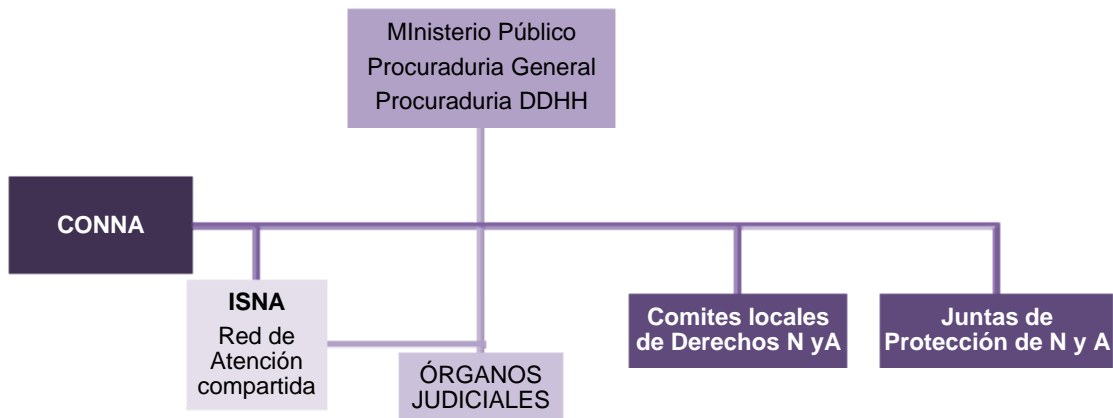 MInisterio Público
Procuraduria General
Procuraduria DDHH
CONNA
ISNA
Red de
Atención
compartida
ÓRGANOS
JUDICIALES
Comites locales
de Derechos N yA
Juntas de
Protección de N y A